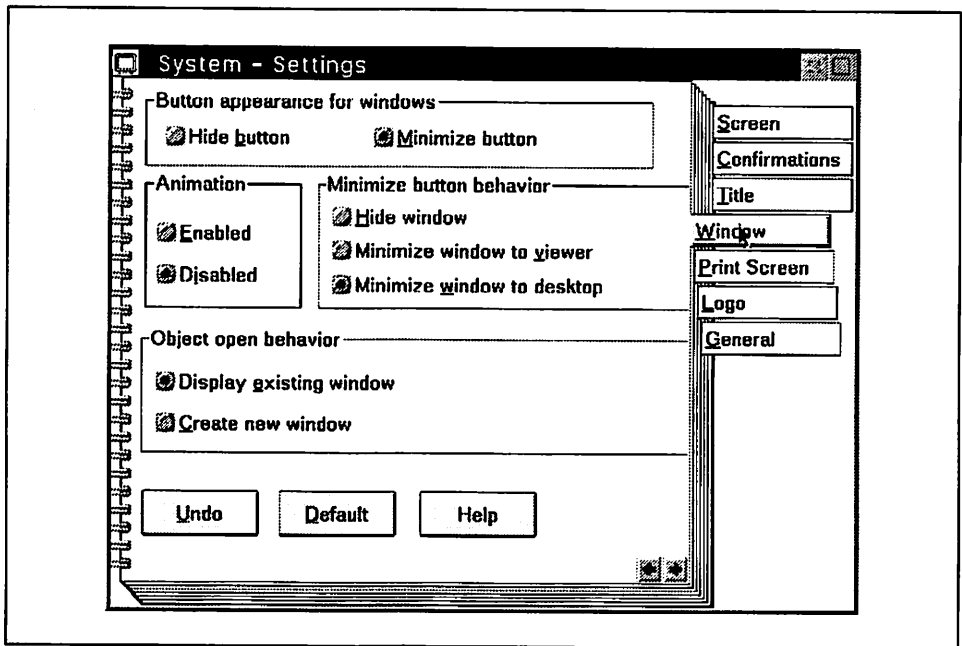 System - Settings
Button appearance for windows
Hide button
Minimize button
Animation
Enabled
Disabled
Minimize button behavior
Hide window
Minimize window to viewer
Minimize window to desktop
Object open behavior
Display existing window
Create new window
Undo
Default
Help
Screen
Confirmations
Title
Window
Print Screen
Logo
General